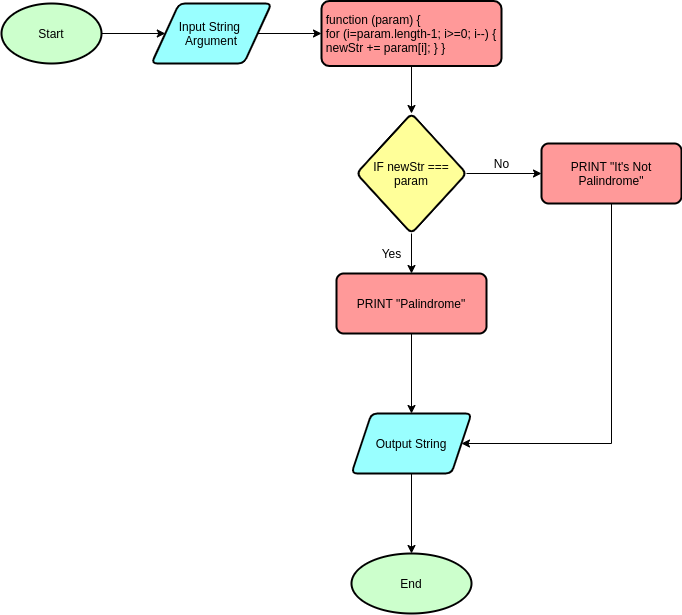 Start
Input String
Argument
function (param) {
for (i=param.length-1; i>=0; i--) {
newStr += param[i]; } }
IF newStr ===
param
No
PRINT "It's Not
Palindrome"
Yes
PRINT "Palindrome"
Output String
End